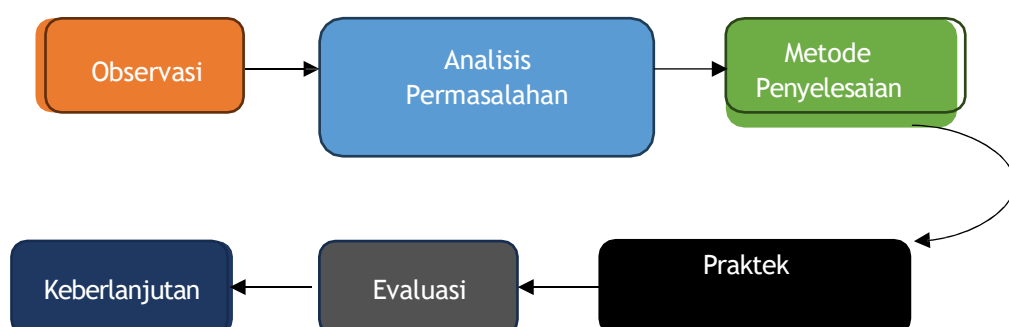 Observasi
Analisis
Permasalahan
Metode
Penyelesaian
Praktek
Evaluasi
Keberlanjutan